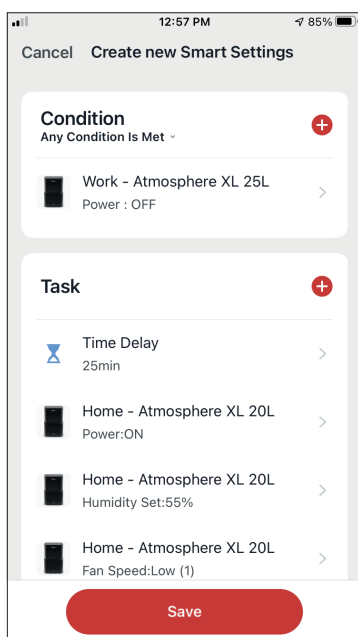 12:57 PM 85%
Cancel Create new Smart Settings
Condition
Any Condition Is Met
Work - Atmosphere XL 25L
Power : OFF
Task
Time Delay
25min
Home - Atmosphere XL 20L
Power:ON
Home - Atmosphere XL 20L
Humidity Set:55%
Home - Atmosphere XL 20L
Fan Speed:Low (1)
Save